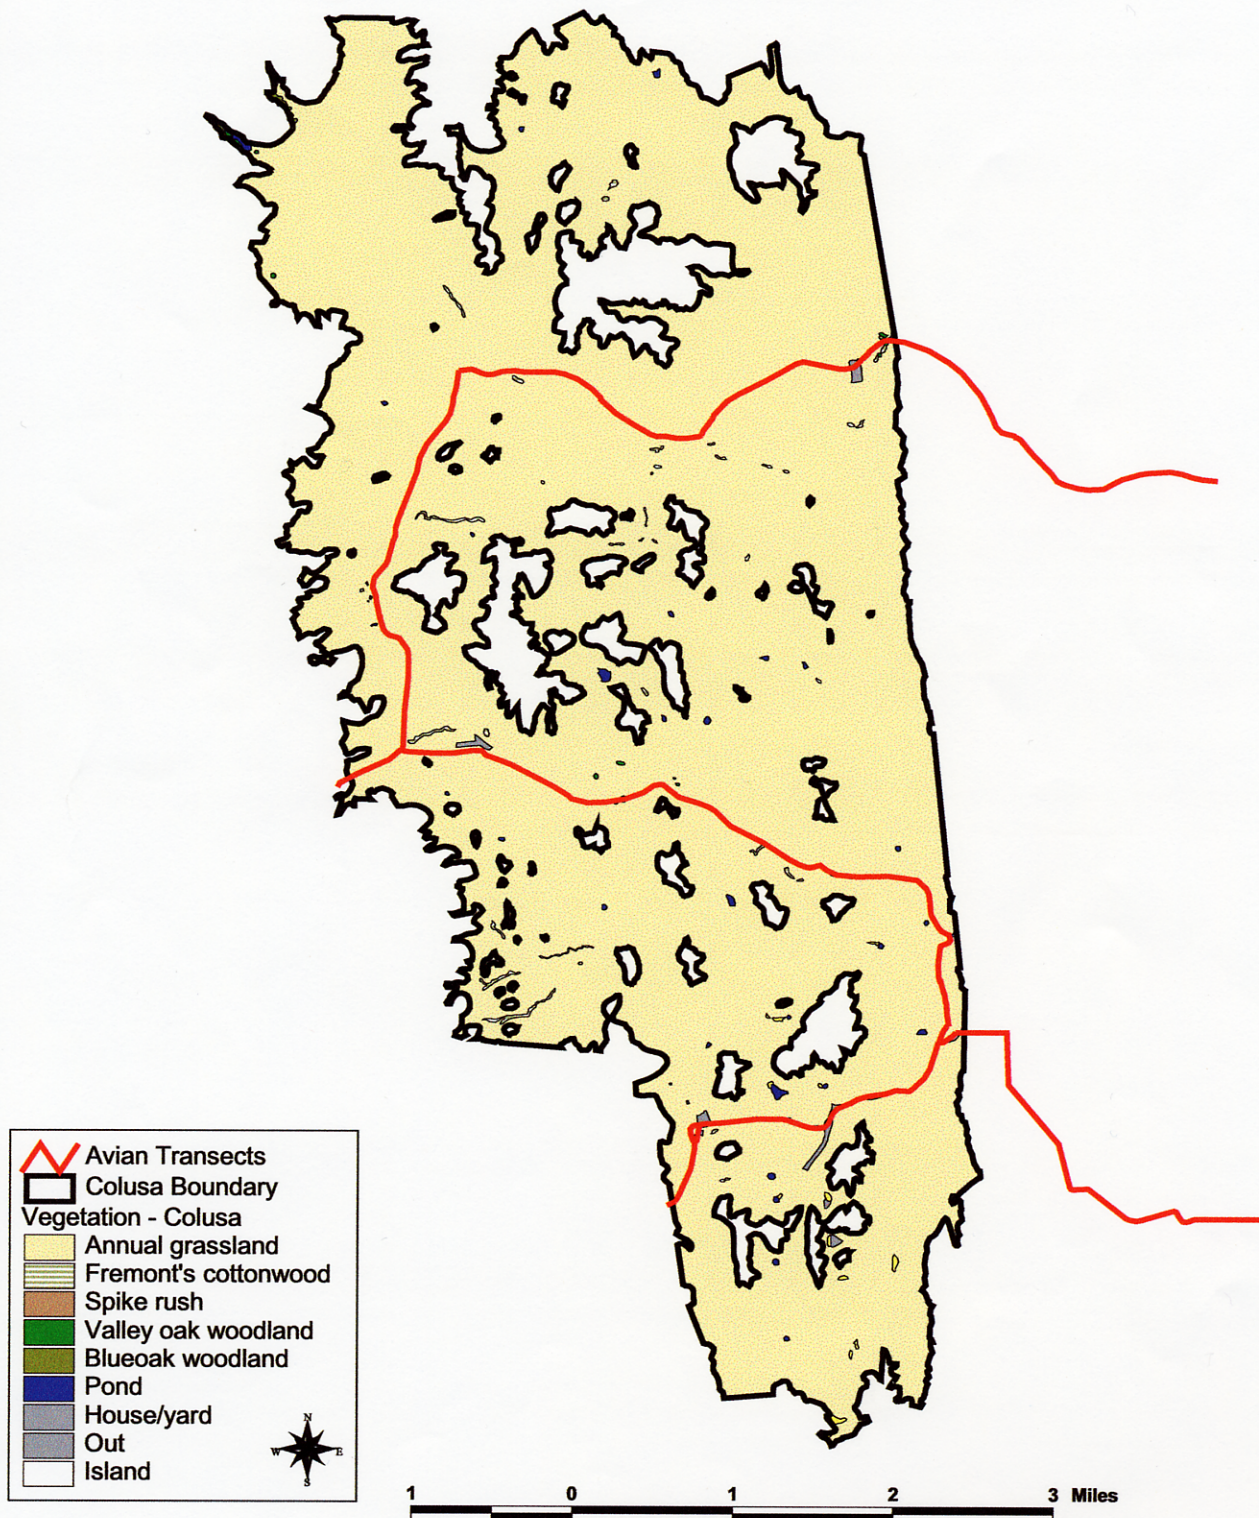 Avian Transects
Colusa Boundary
Vegetation - Colusa
Annual grassland
Fremont's cottonwood
Spike rush
Valley oak woodland
Blueoak woodland
Pond
House/yard
Out
Island
N
W E
S
1 0 1 2 3 Miles